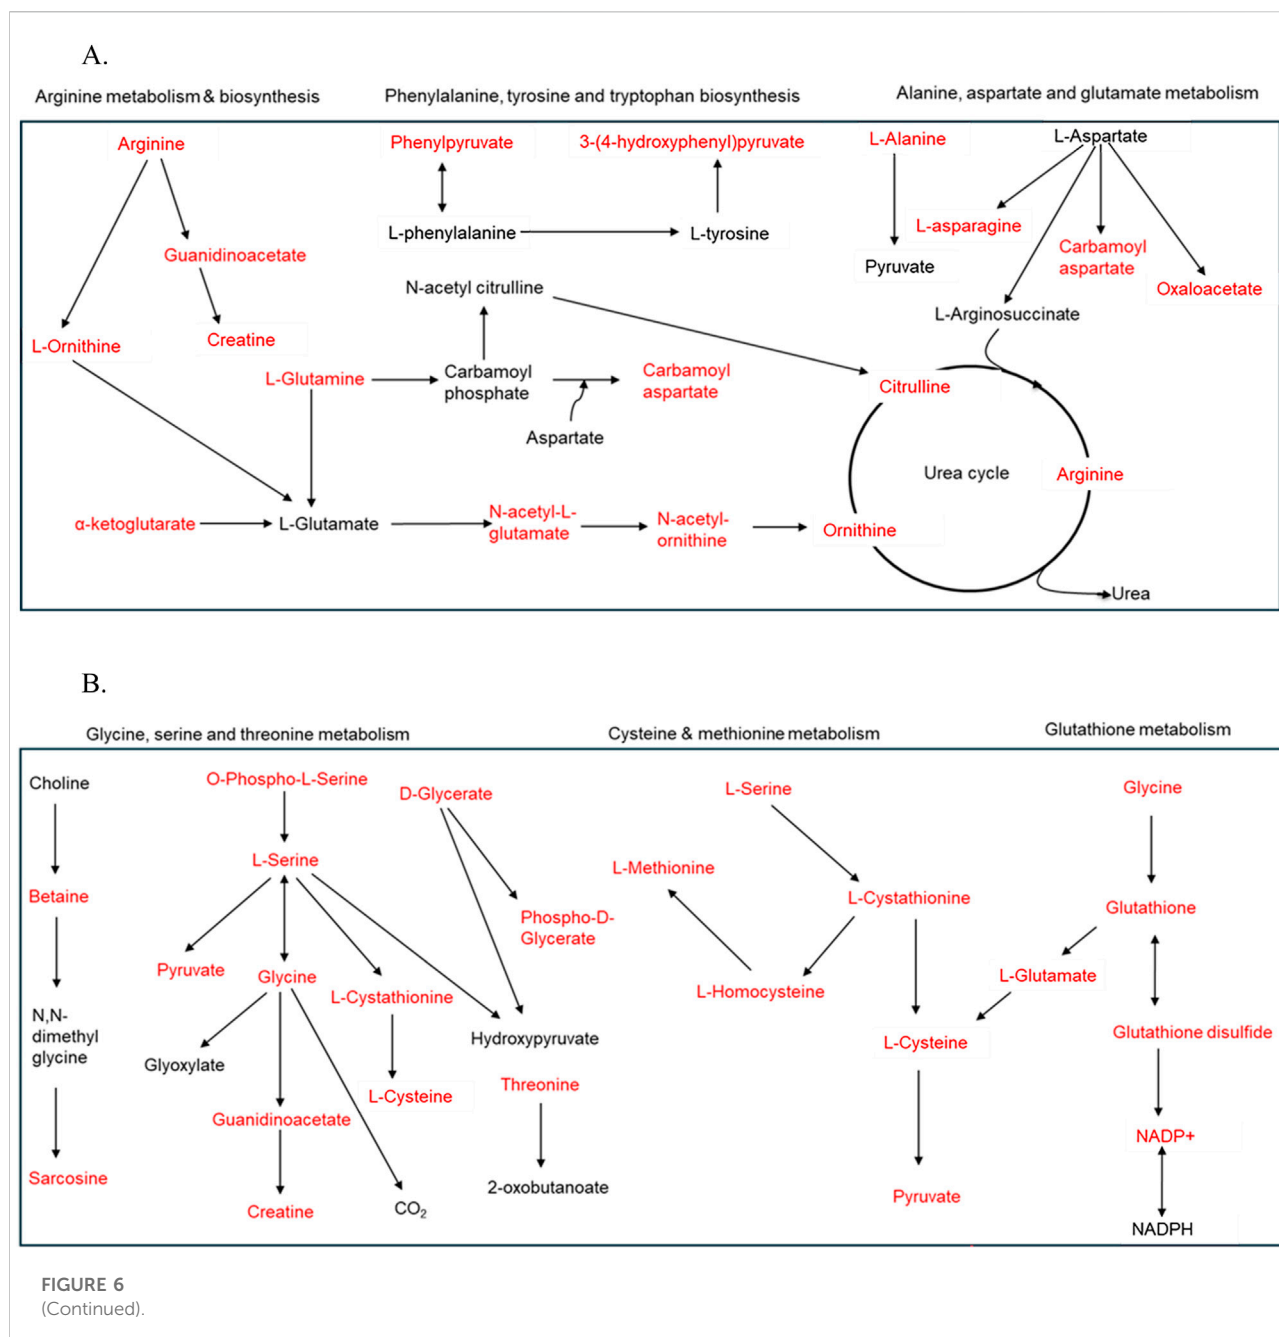 A.
Arginine metabolism & biosynthesis
Phenylalanine, tyrosine and tryptophan biosynthesis
Alanine, aspartate and glutamate metabolism
Arginine
Phenylpyruvate
3-(4-hydroxyphenyl)pyruvate
L-Alanine
L-Aspartate
Guanidinoacetate
L-phenylalanine
L-tyrosine
L-asparagine
Carbamoyl
aspartate
Pyruvate
Oxaloacetate
N-acetyl citrulline
L-Arginosuccinate
L-Ornithine
Creatine
L-Glutamine
Carbamoyl
phosphate
Carbamoyl
aspartate
Citrulline
Aspartate
Urea cycle
Arginine
α-ketoglutarate
L-Glutamate
N-acetyl-L-
glutamate
N-acetyl-
ornithine
Ornithine
Urea
B.
Glycine, serine and threonine metabolism
Cysteine & methionine metabolism
Glutathione metabolism
Choline
O-Phospho-L-Serine
D-Glycerate
L-Serine
Glycine
L-Serine
L-Methionine
Betaine
L-Cystathionine
Glutathione
Phospho-D-
Glycerate
Pyruvate
Glycine
L-Cystathionine
L-Homocysteine
L-Glutamate
N,N-
dimethyl
glycine
Hydroxypyruvate
L-Cysteine
Glutathione disulfide
Glyoxylate
Threonine
L-Cysteine
Guanidinoacetate
NADP+
Sarcosine
2-oxobutanoate
Pyruvate
Creatine
CO₂
NADPH
FIGURE 6
(Continued).